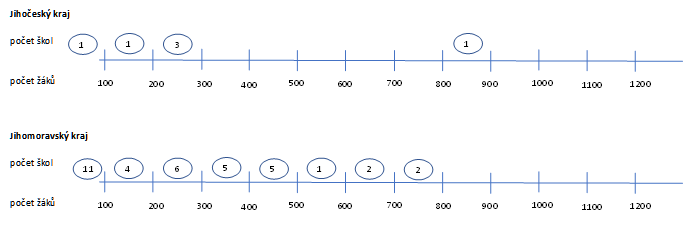 Jihočeský kraj
počet škol 1 1 3 1
počet žáků 100 200 300 400 500 600 700 800 900 1000 1100 1200
Jihomoravský kraj
počet škol 11 4 6 5 5 1 2 2
počet žáků 100 200 300 400 500 600 700 800 900 1000 1100 1200